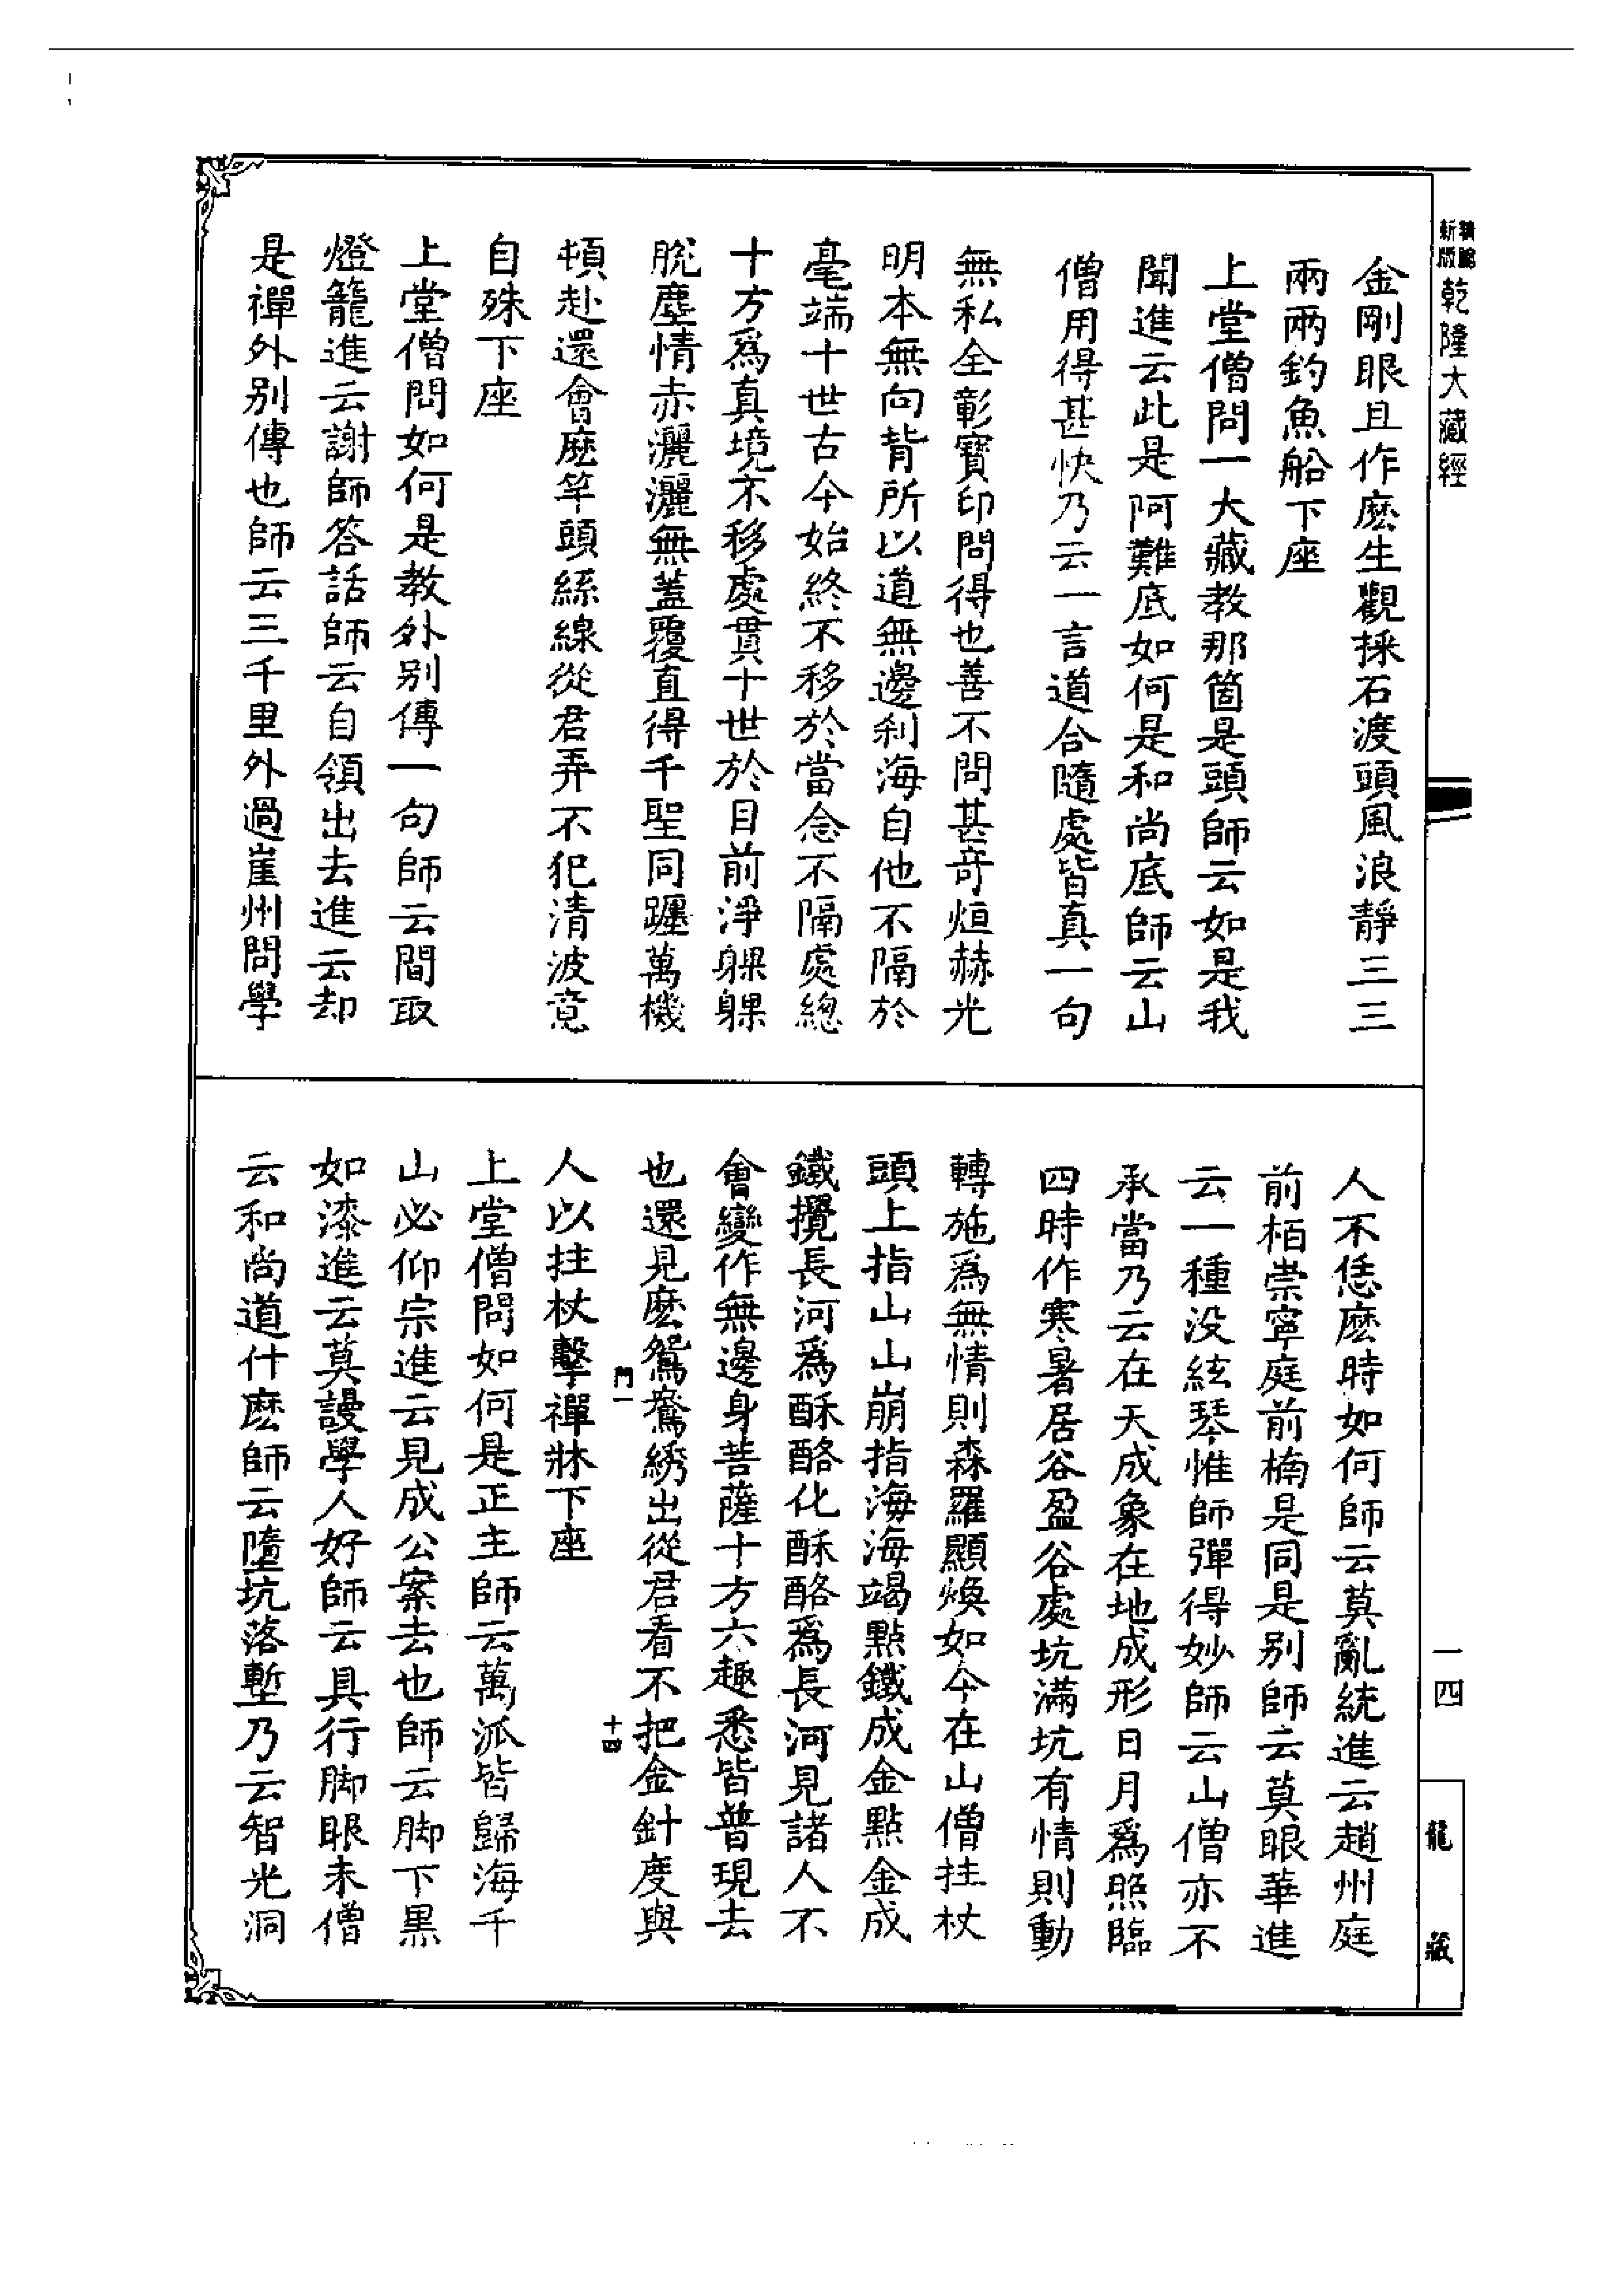 新編
新版
乾隆大藏經
金剛眼且作麽生觀採石渡頭風浪靜三三
兩兩釣魚船下座
上堂僧問一大藏教那箇是頭師云如是我
聞進云此是阿難底如何是和尚底師云山
僧用得甚快乃云一言道合隨處皆真一句
無私全彰寶印問得也善不問甚奇烜赫光
明本無向背所以道無邊刹海自他不隔於
毫端十世古今始終不移於當念不隔處總
十方爲真境不移處貫十世於目前淨躶躶
脫塵情赤灑灑無蓋覆直得千聖同躔萬機
頓赴還會麽竿頭絲線從君弄不犯清波意
自殊下座
上堂僧問如何是教外別傳一句師云間取
燈籠進云謝師答話師云自領出去進云却
是禪外別傳也師云三千里外過崖州問學
人不恁麽時如何師云莫亂統進云趙州庭
前栢崇寧庭前楠是同是別師云莫眼華進
云一種没絃琴惟師彈得妙師云山僧亦不
承當乃云在天成象在地成形日月爲照臨
四時作寒暑居谷盈谷處坑滿坑有情則動
轉施爲無情則森羅顯煥如今在山僧拄杖
頭上指山山崩指海海竭點鐵成金點金成
鐵攪長河爲酥酪化酥酪爲長河見諸人不
會變作無邊身菩薩十方六趣悉皆普現去
也還見麽鴛鴦綉出從君看不把金針度與
門一
十四
人以拄杖擊禪牀下座
上堂僧問如何是正主師云萬派皆歸海千
山必仰宗進云見成公案去也師云脚下黑
如漆進云莫謾學人好師云具行脚眼未僧
云和尚道什麽師云墮坑落塹乃云智光洞
一四
龍藏